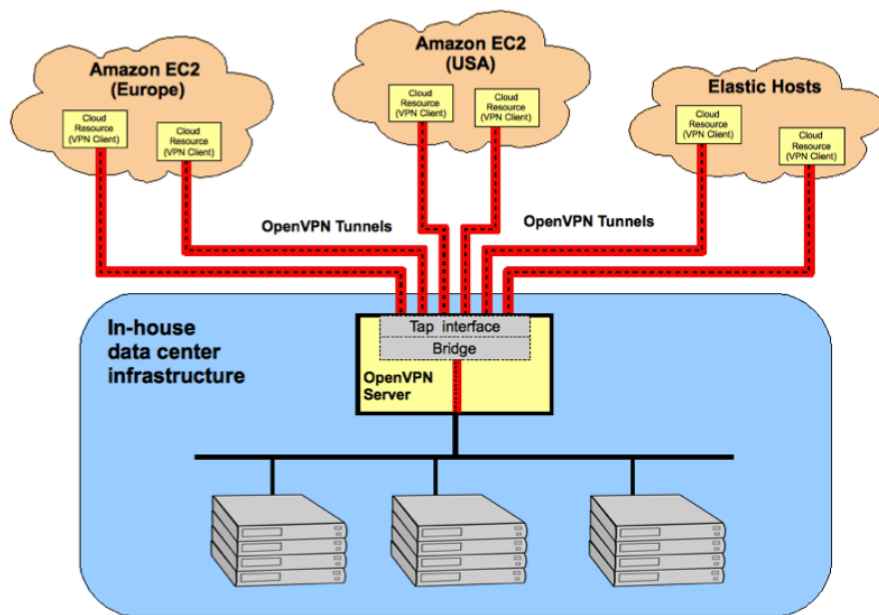 Amazon EC2
(Europe)
Cloud
Resource
(VPN Client)
Cloud
Resource
(VPN Client)
Amazon EC2
(USA)
Cloud
Resource
(VPN Client)
Cloud
Resource
(VPN Client)
Elastic Hosts
Cloud
Resource
(VPN Client)
Cloud
Resource
(VPN Client)
OpenVPN Tunnels
OpenVPN Tunnels
In-house
data center
infrastructure
Tap interface
Bridge
OpenVPN
Server